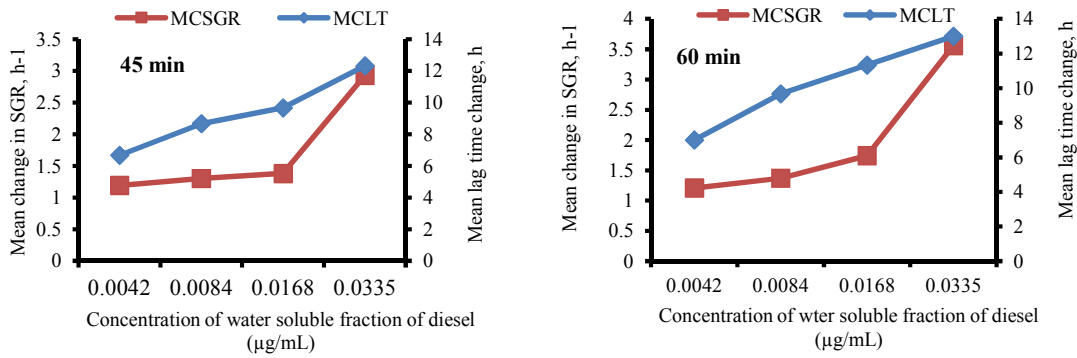 MCSGR MCLT
45 min
Mean change in SGR, h-1
3.5
3
2.5
2
1.5
1
0.5
0
14
12
10
8
6
4
2
0
Mean lag time change, h
0.0042 0.0084 0.0168 0.0335
Concentration of water soluble fraction of diesel
(µg/mL)
MCSGR MCLT
60 min
Mean change in SGR, h-1
4
3.5
3
2.5
2
1.5
1
0.5
0
14
12
10
8
6
4
2
0
Mean lag time change, h
0.0042 0.0084 0.0168 0.0335
Concentration of wter soluble fraction of diesel
(µg/mL)